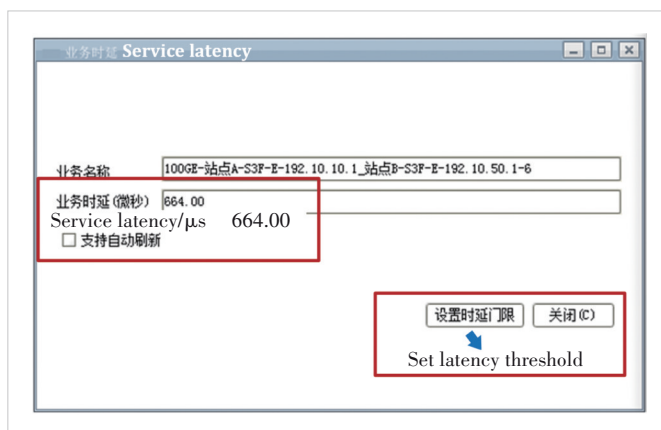 业务时延 Service latency
业务名称 100GE-站点A-S3F-E-192.10.10.1_站点B-S3F-E-192.10.50.1-6
业务时延(微秒) 664.00
Service latency/μs 664.00
支持自动刷新
设置时延门限 关闭(C)
Set latency threshold